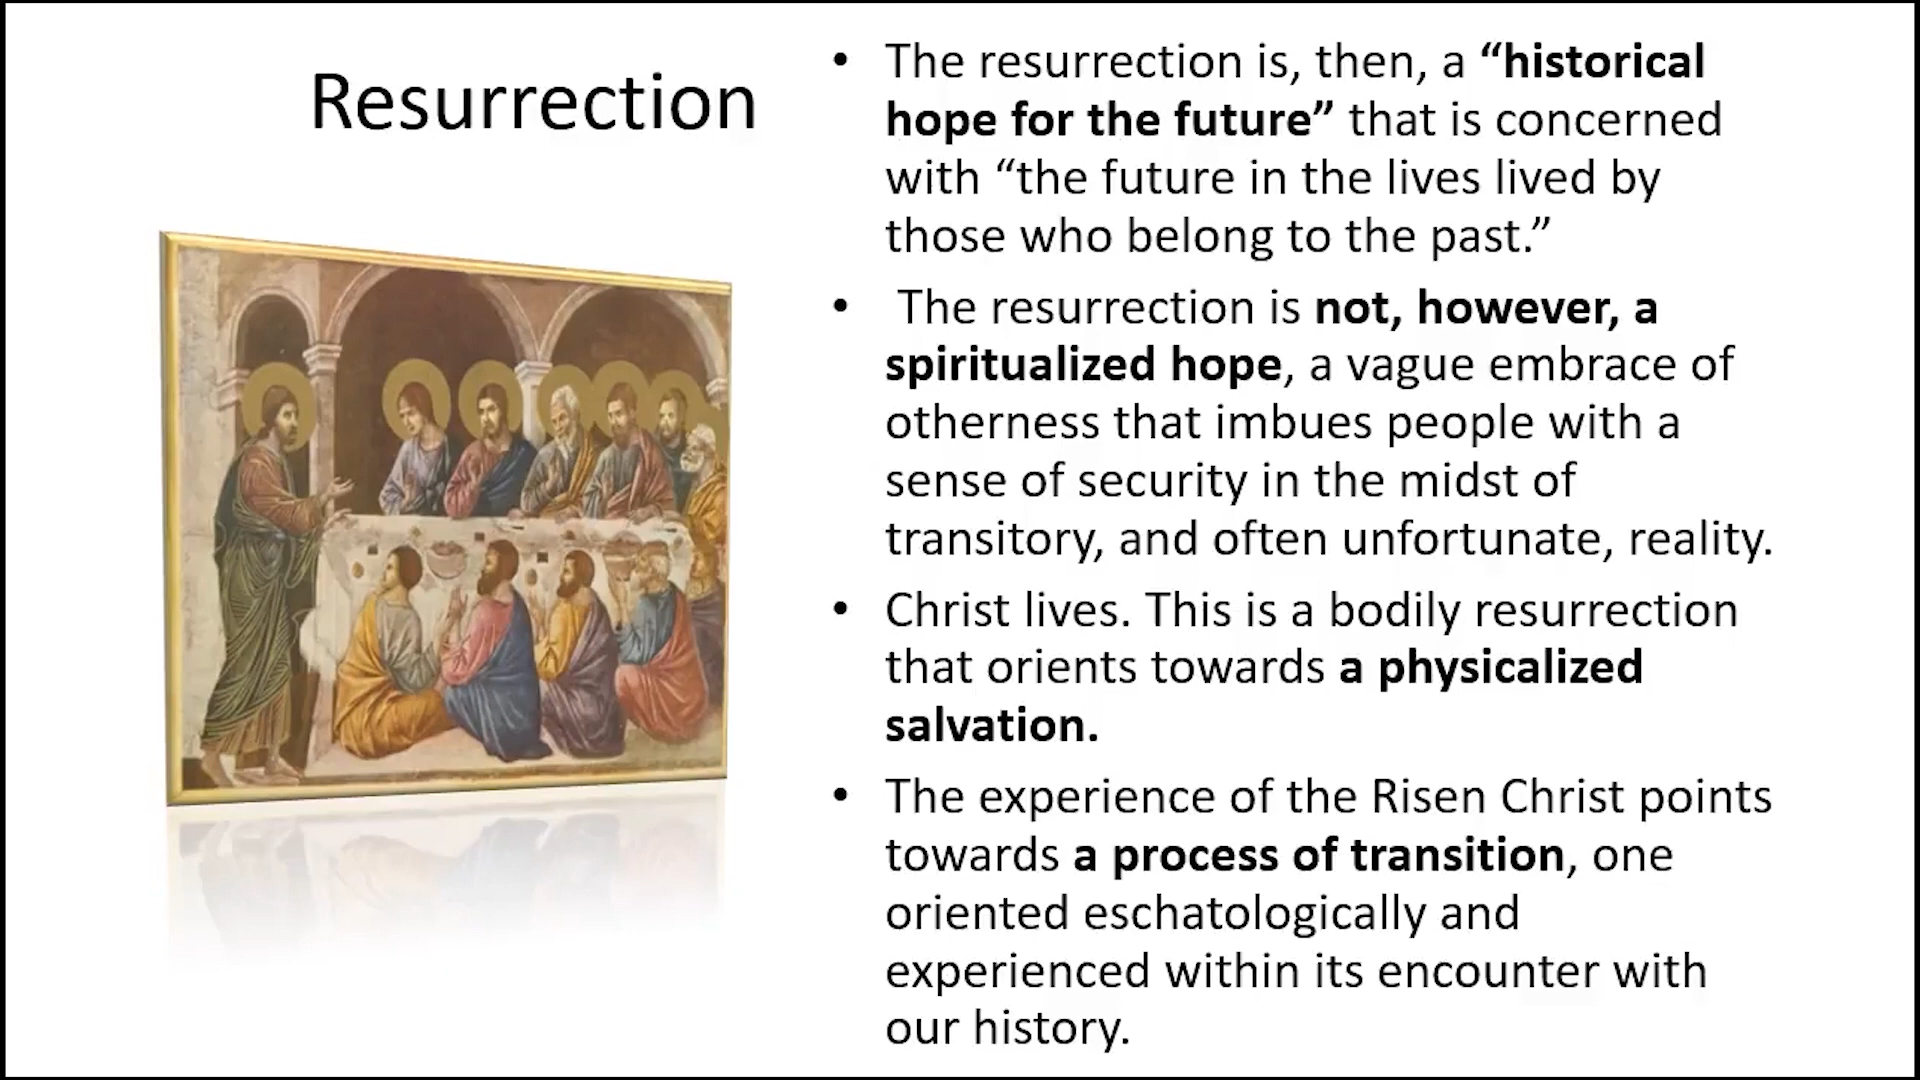 Resurrection
• The resurrection is, then, a “historical
hope for the future” that is concerned
with “the future in the lives lived by
those who belong to the past.”
• The resurrection is not, however, a
spiritualized hope, a vague embrace of
otherness that imbues people with a
sense of security in the midst of
transitory, and often unfortunate, reality.
• Christ lives. This is a bodily resurrection
that orients towards a physicalized
salvation.
• The experience of the Risen Christ points
towards a process of transition, one
oriented eschatologically and
experienced within its encounter with
our history.